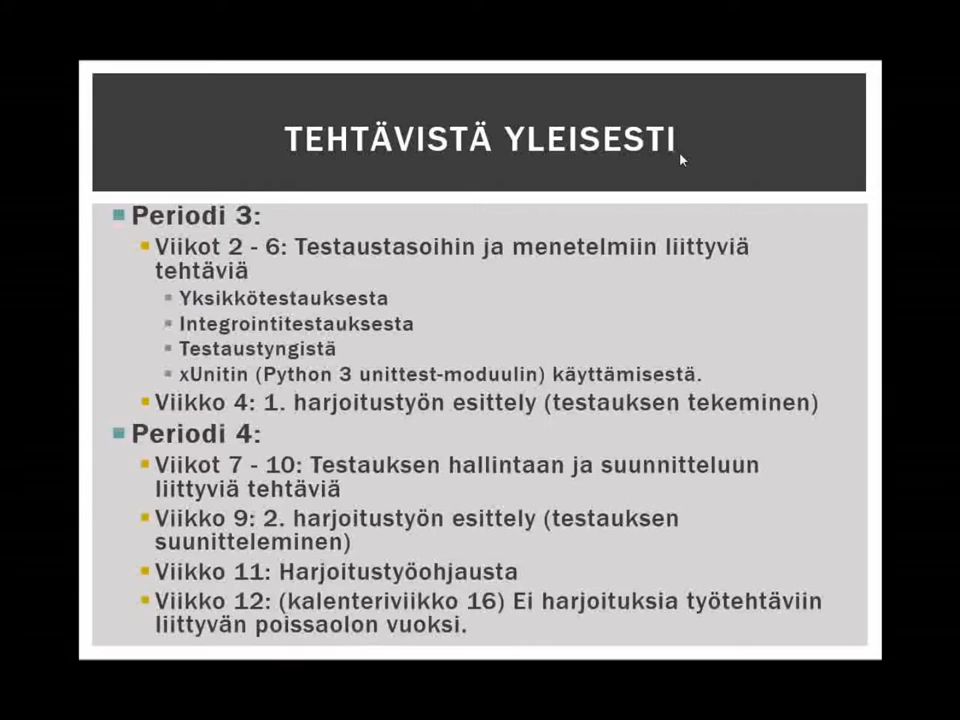 TEHTÄVISTÄ YLEISESTI
Periodi 3:
Viikot 2 - 6: Testaustasoihin ja menetelmiin liittyviä
tehtäviä
Yksikkötestauksesta
Integrointitestauksesta
Testaustyngistä
xUnitin (Python 3 unittest-moduulin) käyttämisestä.
Viikko 4: 1. harjoitustyön esittely (testauksen tekeminen)
Periodi 4:
Viikot 7 - 10: Testauksen hallintaan ja suunnitteluun
liittyviä tehtäviä
Viikko 9: 2. harjoitustyön esittely (testauksen
suunitteleminen)
Viikko 11: Harjoitustyöohjausta
Viikko 12: (kalenteriviikko 16) Ei harjoituksia työtehtäviin
liittyvän poissaolon vuoksi.